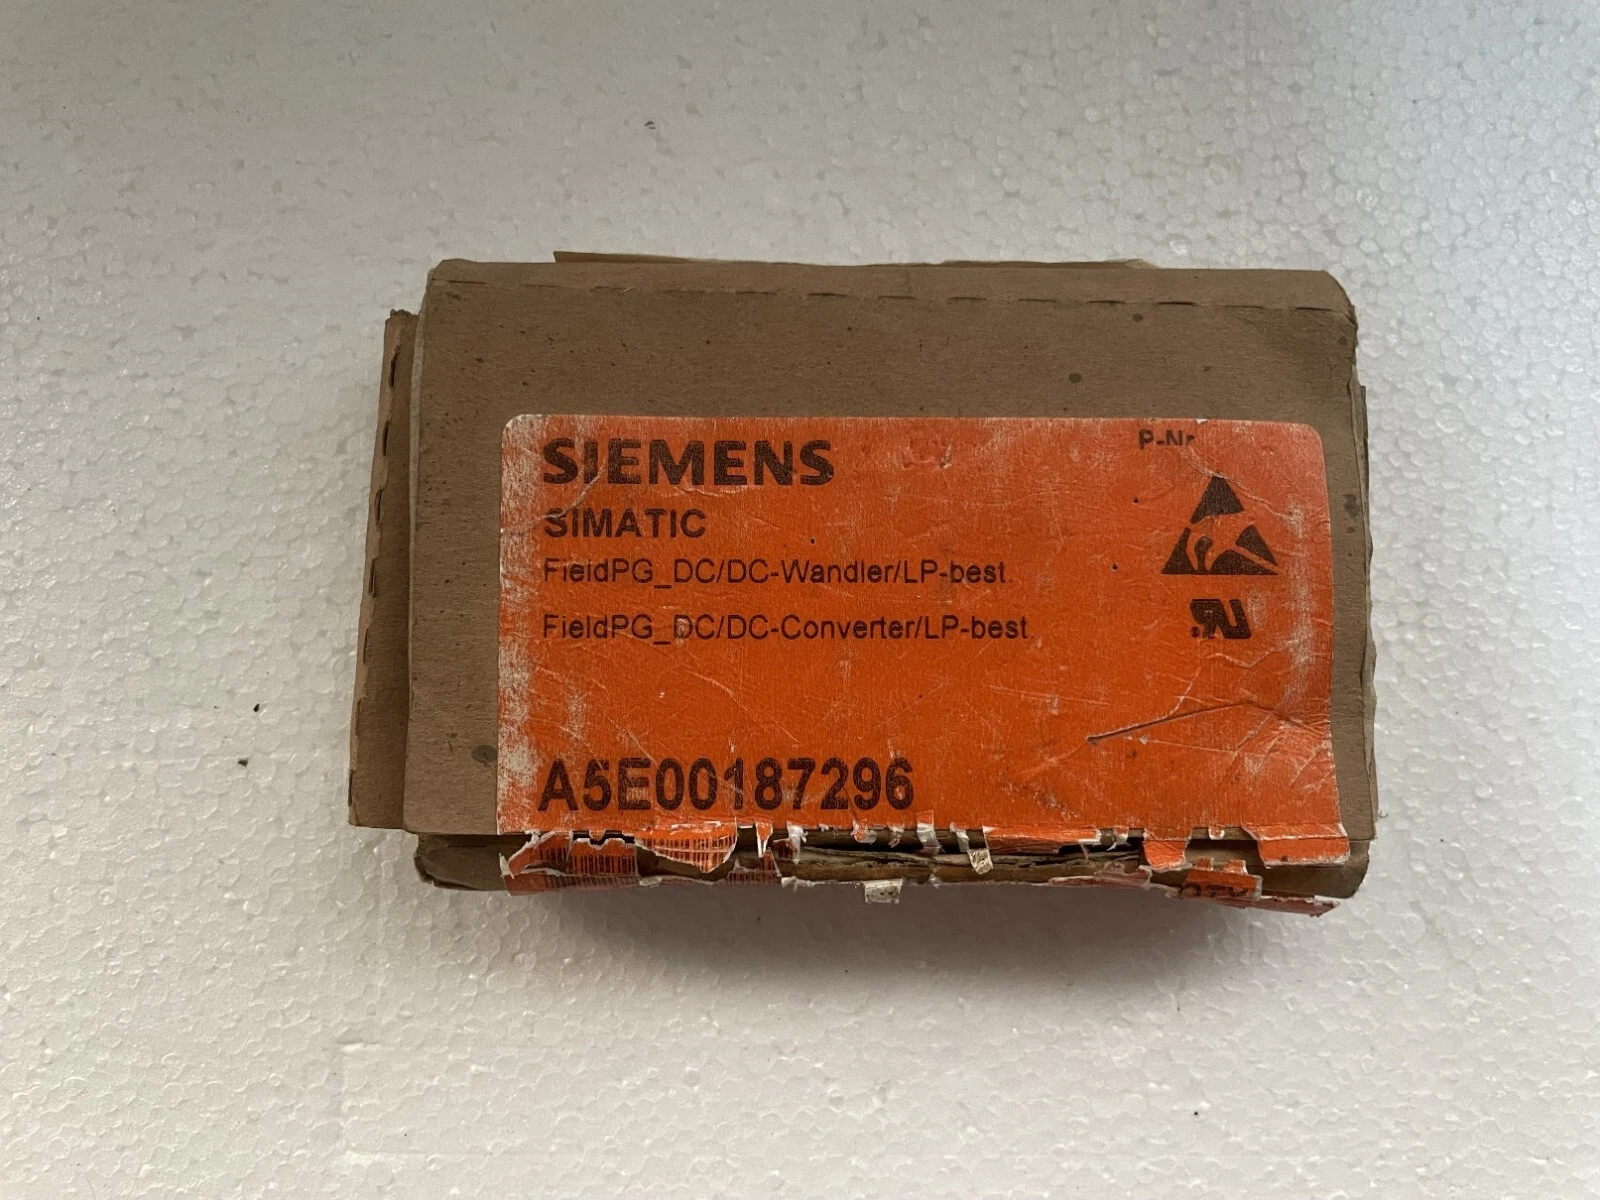 SIEMENS
P-Nr
SIMATIC
FieldPG_DC/DC-Wandler/LP-best.
FieldPG_DC/DC-Converter/LP-best.
A5E00187296